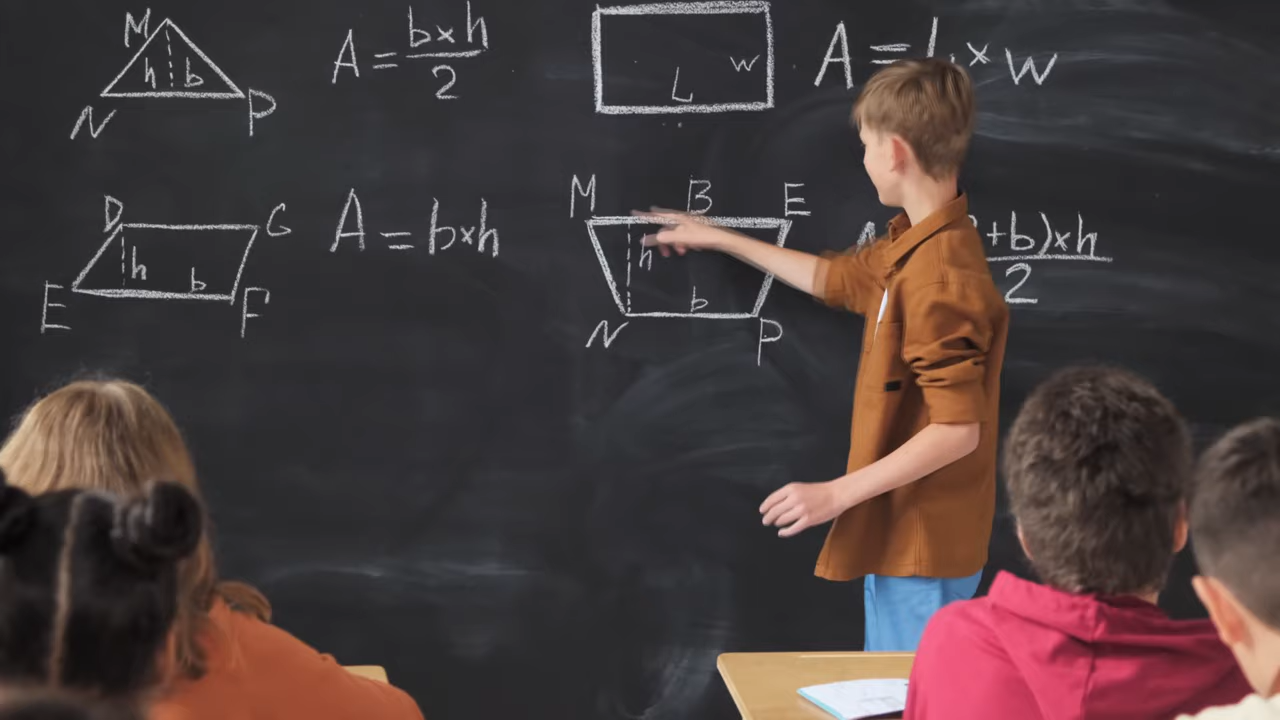 M
h b
N P
A = b×h
2
L w
A = L × w
D G
h b
E F
A = b×h
M B E
h b
N P
+b)×h
2